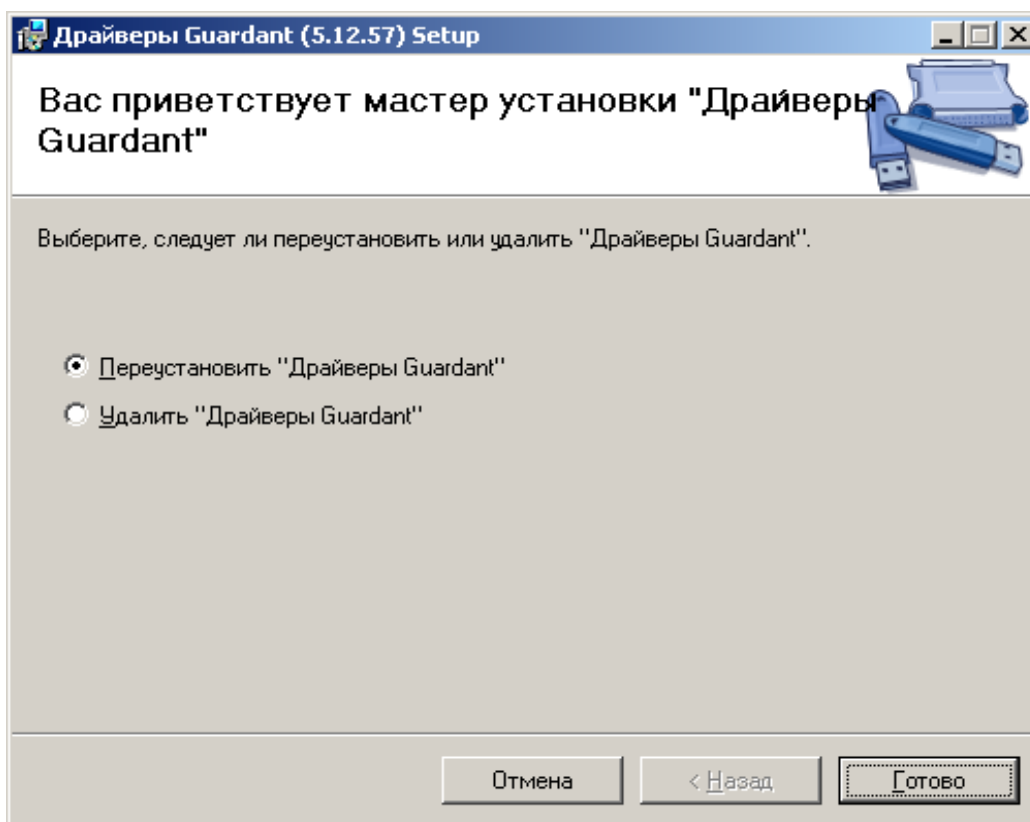 Драйверы Guardant (5.12.57) Setup
Вас приветствует мастер установки "Драйверы
Guardant"
Выберите, следует ли переустановить или удалить "Драйверы Guardant".
Переустановить "Драйверы Guardant"
Удалить "Драйверы Guardant"
Отмена
< Назад
Готово